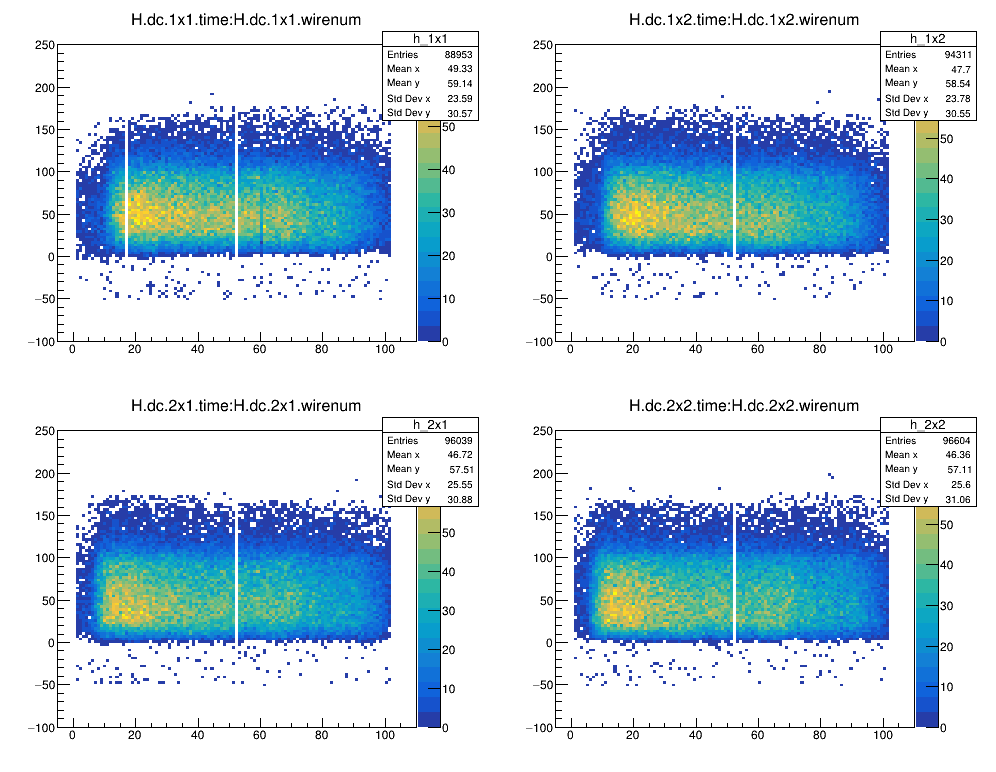 H.dc.1x1.time:H.dc.1x1.wirenum
h_1x1
Entries 88953
Mean x 49.33
Mean y 59.14
Std Dev x 23.59
Std Dev y 30.57
250
200
150
100
50
0
−50
−100
0 20 40 60 80 100
50
40
30
20
10
0
H.dc.1x2.time:H.dc.1x2.wirenum
h_1x2
Entries 94311
Mean x 47.7
Mean y 58.54
Std Dev x 23.78
Std Dev y 30.55
250
200
150
100
50
0
−50
−100
0 20 40 60 80 100
50
40
30
20
10
0
H.dc.2x1.time:H.dc.2x1.wirenum
h_2x1
Entries 96039
Mean x 46.72
Mean y 57.51
Std Dev x 25.55
Std Dev y 30.88
250
200
150
100
50
0
−50
−100
0 20 40 60 80 100
50
40
30
20
10
0
H.dc.2x2.time:H.dc.2x2.wirenum
h_2x2
Entries 96604
Mean x 46.36
Mean y 57.11
Std Dev x 25.6
Std Dev y 31.06
250
200
150
100
50
0
−50
−100
0 20 40 60 80 100
50
40
30
20
10
0